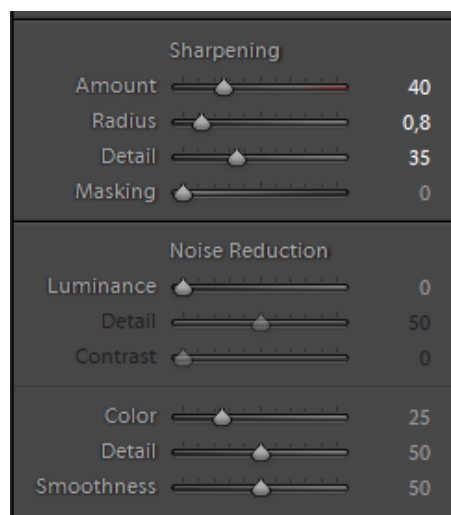 Sharpening
Amount 40
Radius 0,8
Detail 35
Masking 0
Noise Reduction
Luminance 0
Detail 50
Contrast 0
Color 25
Detail 50
Smoothness 50